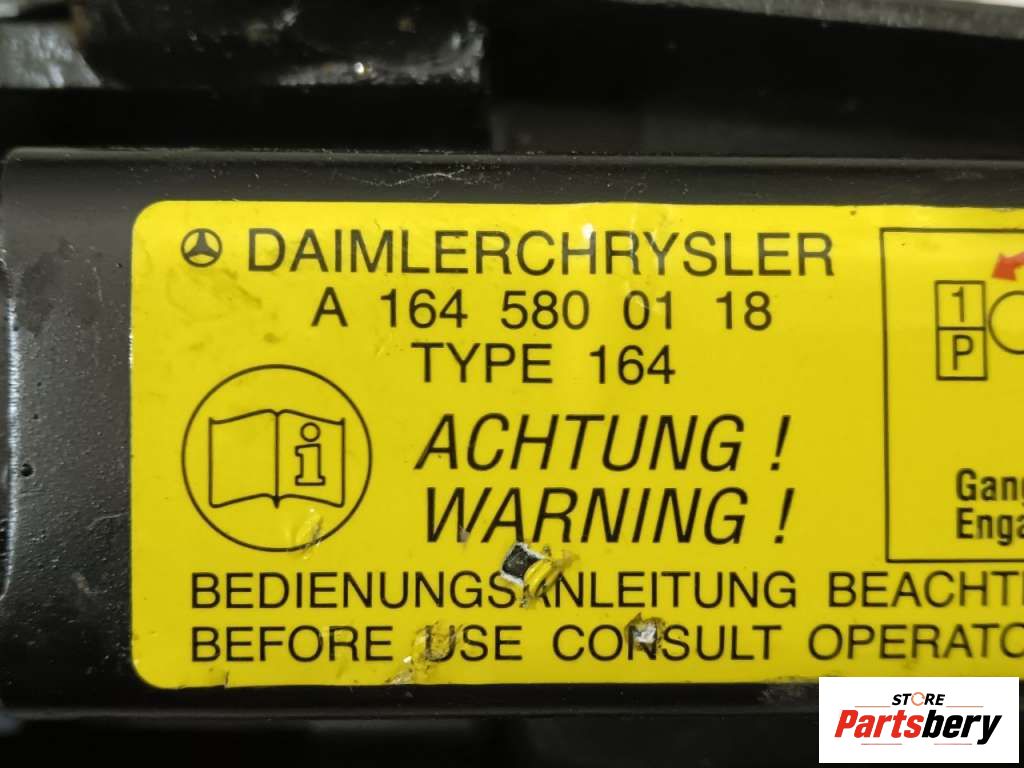 DAIMLERCHRYSLER
A 164 580 01 18
TYPE 164
ACHTUNG !
WARNING !
BEDIENUNGSANLEITUNG
BEFORE USE CONSULT
1
P
i
STORE
Partsbery